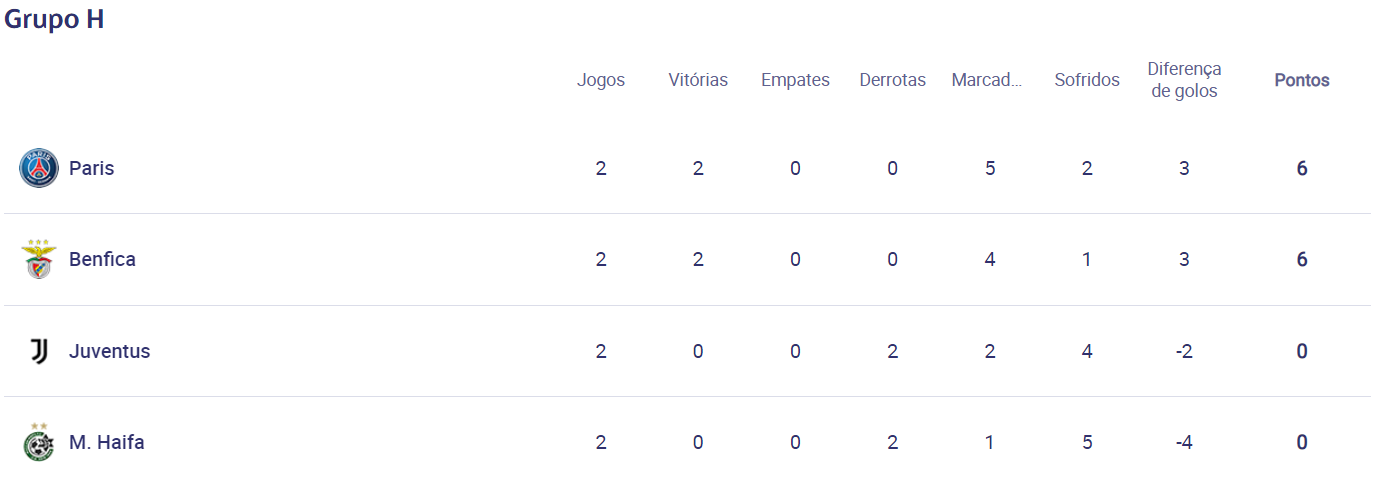 Grupo H
Jogos Vitórias Empates Derrotas Marcad... Sofridos Diferença de golos Pontos
PARIS
Paris 2 2 0 0 5 2 3 6
Benfica 2 2 0 0 4 1 3 6
Juventus 2 0 0 2 2 4 -2 0
M. Haifa 2 0 0 2 1 5 -4 0